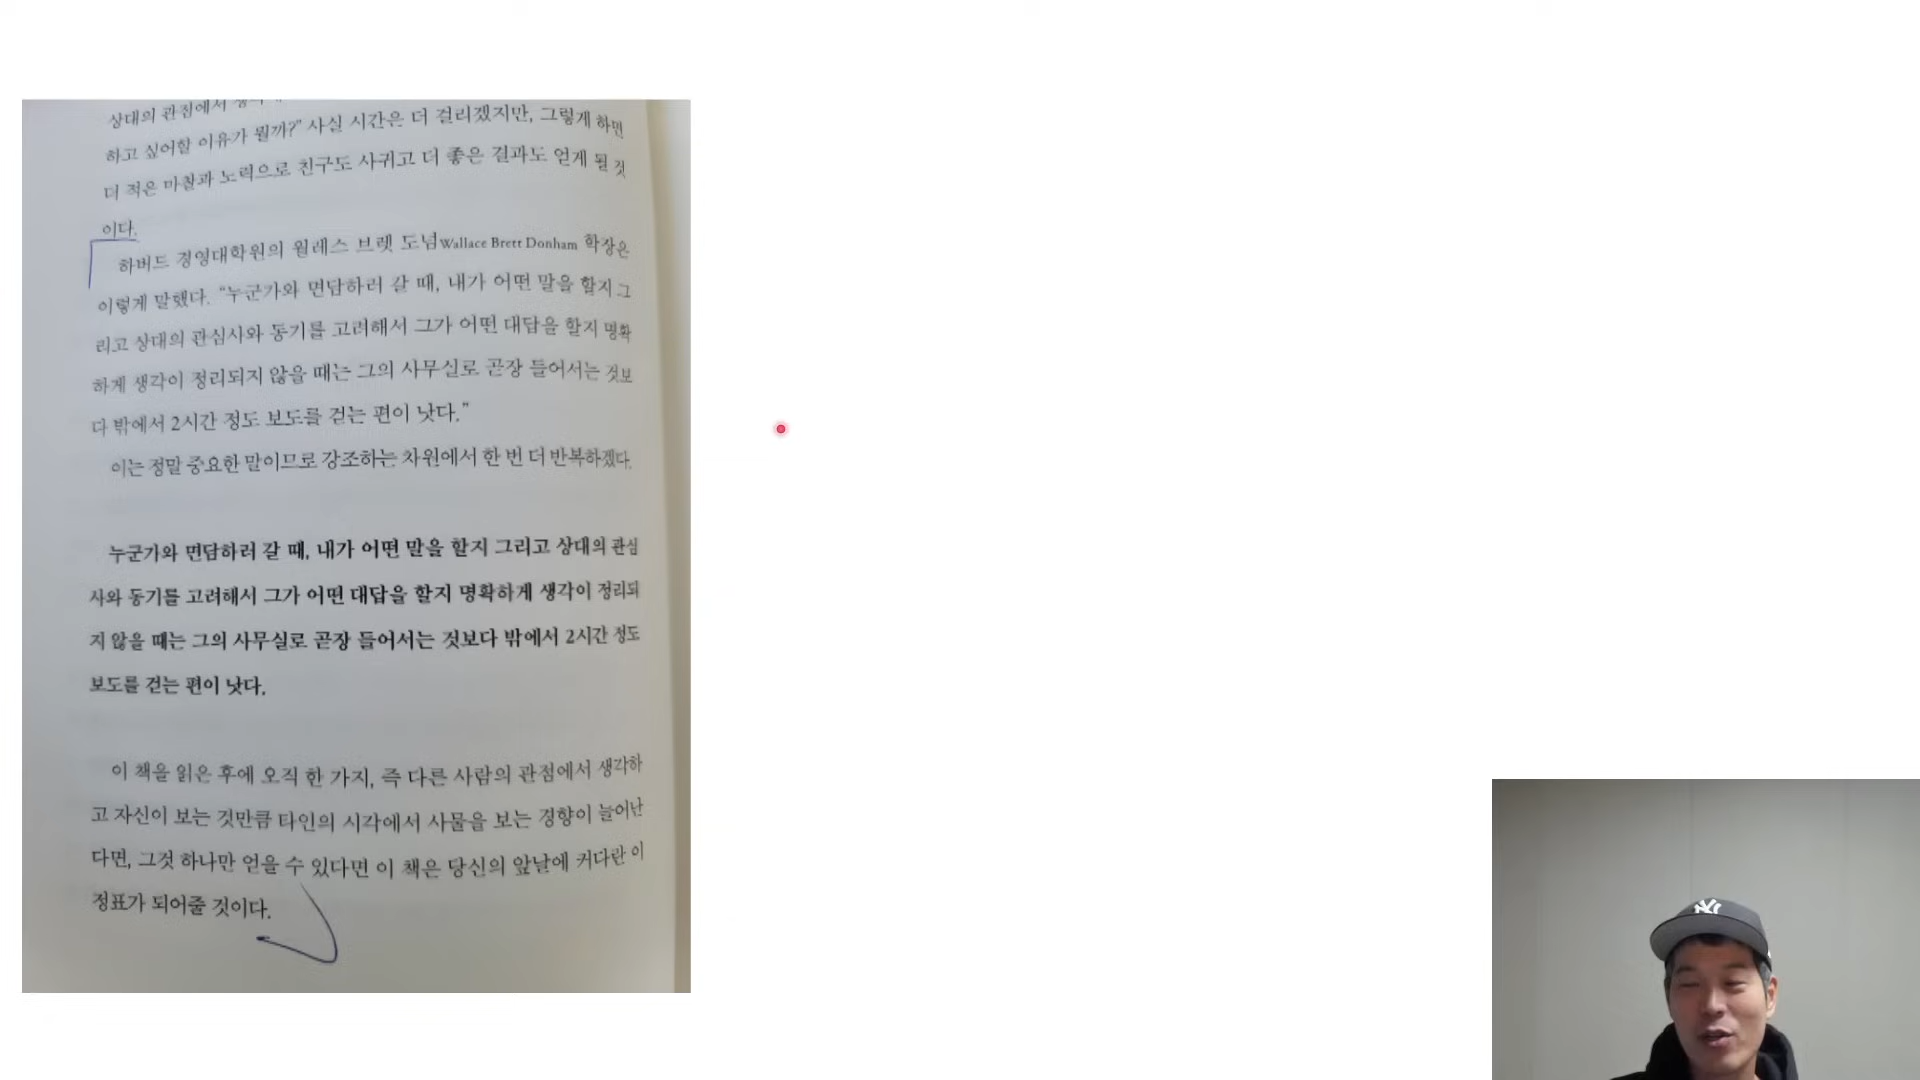 상대의 관점에서
하고 싶어할 이유가 뭘까?” 사실 시간은 더 걸리겠지만, 그렇게 하면
더 적은 마찰과 노력으로 친구도 사귀고 더 좋은 결과도 얻게 될 것
이다.
하버드 경영대학원의 월레스 브렛 도넘Wallace Brett Donham 학장은
이렇게 말했다. “누군가와 면담하러 갈 때, 내가 어떤 말을 할지 그
리고 상대의 관심사와 동기를 고려해서 그가 어떤 대답을 할지 명확
하게 생각이 정리되지 않을 때는 그의 사무실로 곧장 들어서는 것보
다 밖에서 2시간 정도 보도를 걷는 편이 낫다.”
이는 정말 중요한 말이므로 강조하는 차원에서 한 번 더 반복하겠다.
누군가와 면담하러 갈 때, 내가 어떤 말을 할지 그리고 상대의 관심
사와 동기를 고려해서 그가 어떤 대답을 할지 명확하게 생각이 정리되
지 않을 때는 그의 사무실로 곧장 들어서는 것보다 밖에서 2시간 정도
보도를 걷는 편이 낫다.
이 책을 읽은 후에 오직 한 가지, 즉 다른 사람의 관점에서 생각하
고 자신이 보는 것만큼 타인의 시각에서 사물을 보는 경향이 늘어난
다면, 그것 하나만 얻을 수 있다면 이 책은 당신의 앞날에 커다란 이
정표가 되어줄 것이다.
NY